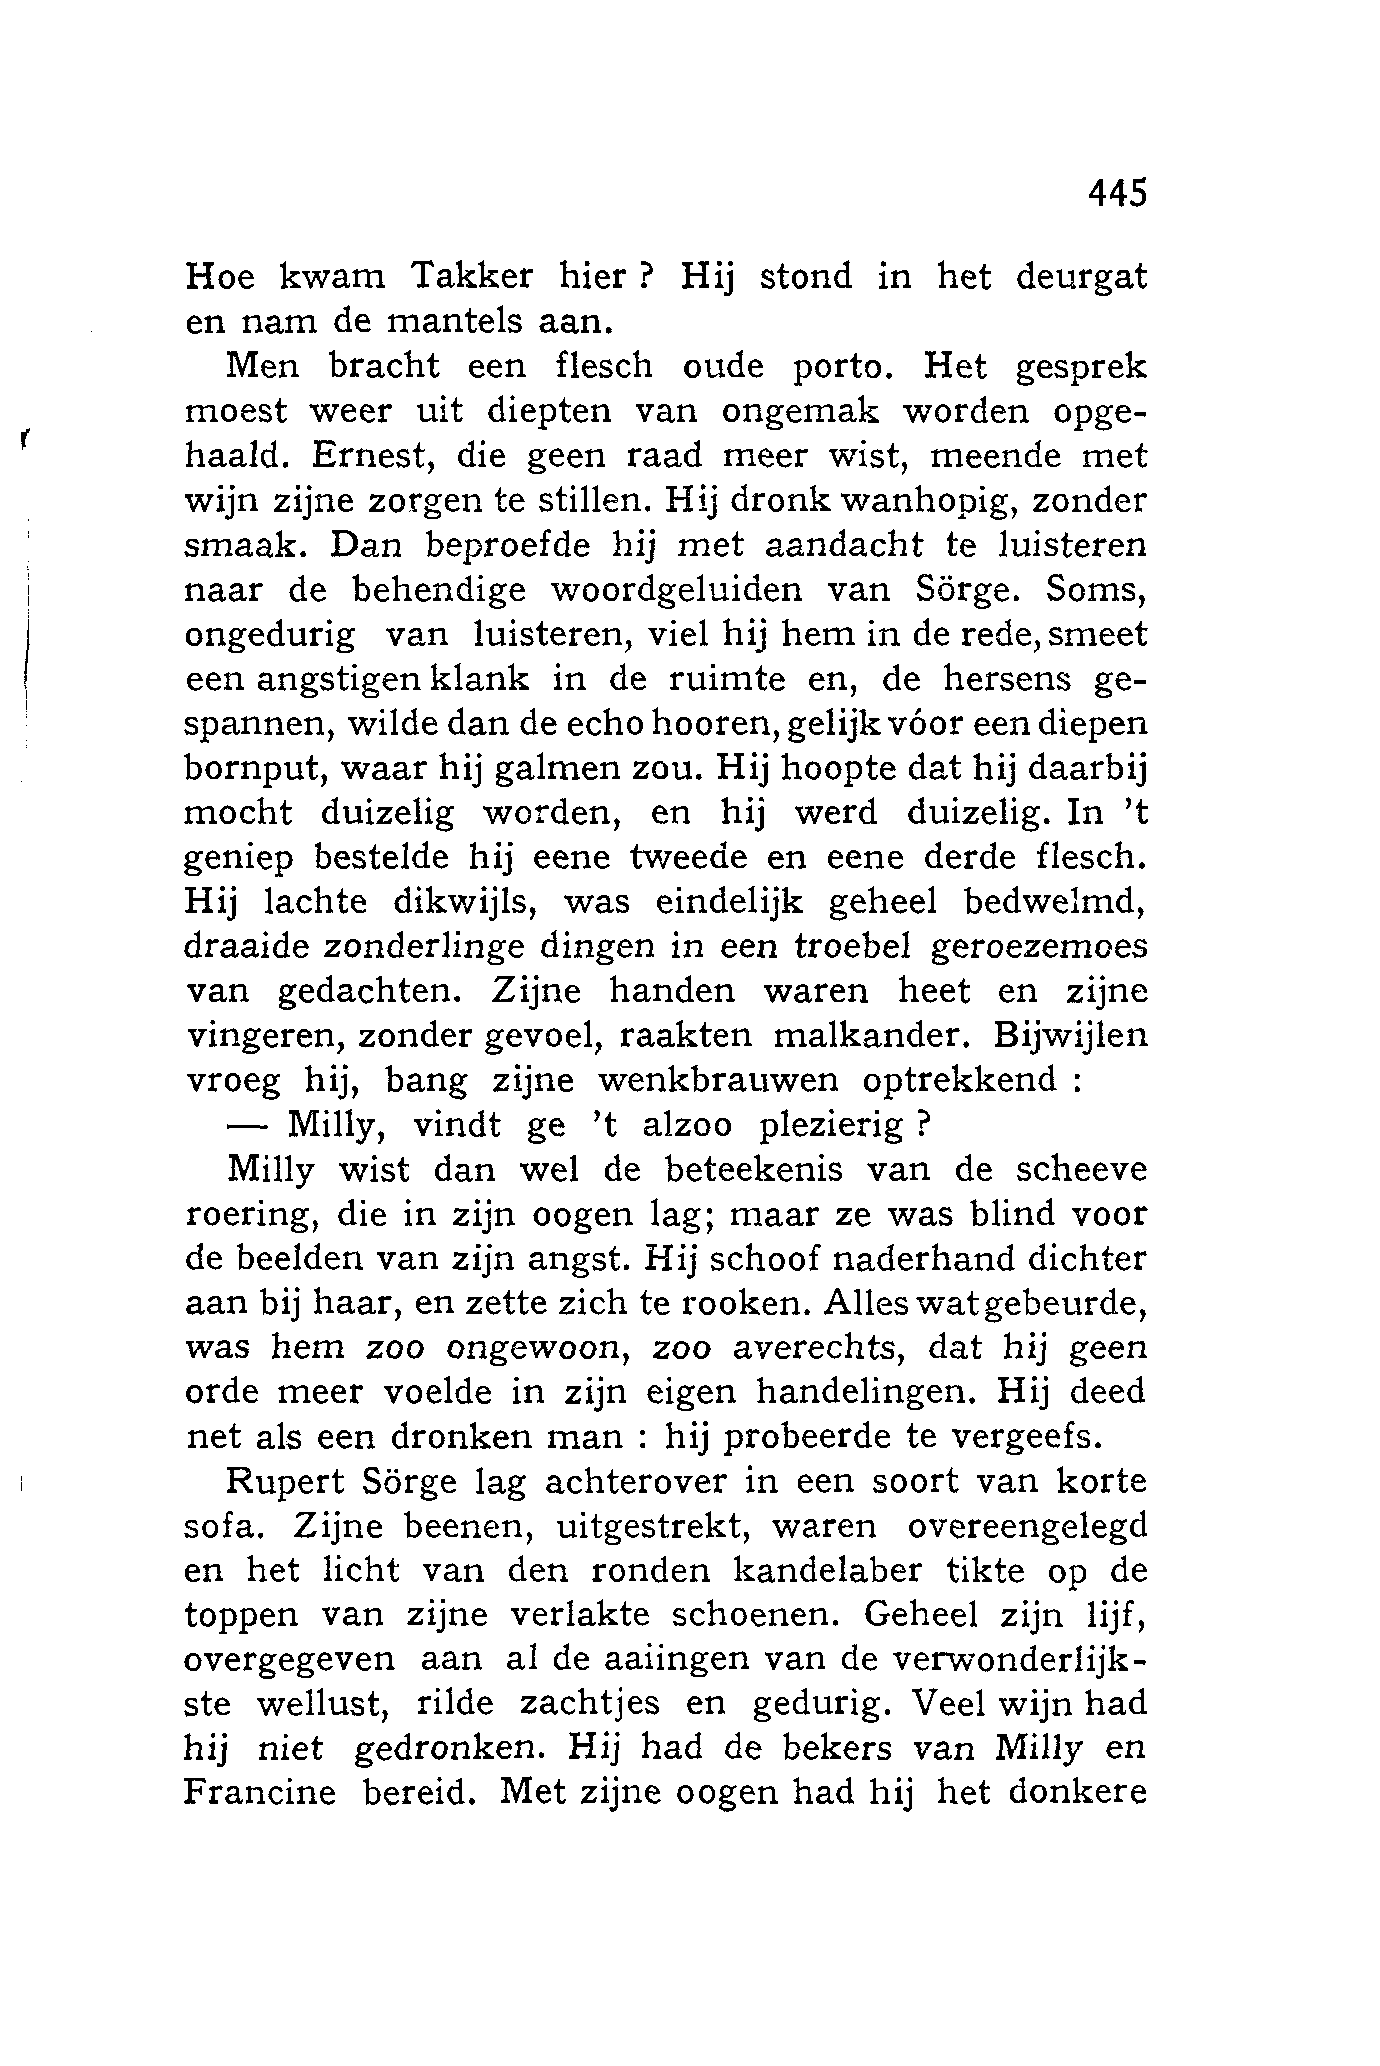 445
Hoe kwam Takker hier ? Hij stond in het deurgat
en nam de mantels aan.
Men bracht een flesch oude porto. Het gesprek
moest weer uit diepten van ongemak worden opge-
haald. Ernest, die geen raad meer wist, meende met
wijn zijne zorgen te stillen. Hij dronk wanhopig, zonder
smaak. Dan beproefde hij met aandacht te luisteren
naar de behendige woordgeluiden van Sörge. Soms,
ongedurig van luisteren, viel hij hem in de rede, smeet
een angstigen klank in de ruimte en, de hersens ge-
spannen, wilde dan de echo hooren, gelijk vóor een diepen
bornput, waar hij galmen zou. Hij hoopte dat hij daarbij
mocht duizelig worden, en hij werd duizelig. In 't
geniep bestelde hij eene tweede en eene derde flesch.
Hij lachte dikwijls, was eindelijk geheel bedwelmd,
draaide zonderlinge dingen in een troebel geroezemoes
van gedachten. Zijne handen waren heet en zijne
vingeren, zonder gevoel, raakten malkander. Bijwijlen
vroeg hij, bang zijne wenkbrauwen optrekkend :
— Milly, vindt ge 't alzoo plezierig ?
Milly wist dan wel de beteekenis van de scheeve
roering, die in zijn oogen lag; maar ze was blind voor
de beelden van zijn angst. Hij schoof naderhand dichter
aan bij haar, en zette zich te rooken. Alles wat gebeurde,
was hem zoo ongewoon, zoo averechts, dat hij geen
orde meer voelde in zijn eigen handelingen. Hij deed
net als een dronken man : hij probeerde te vergeefs.
Rupert Sörge lag achterover in een soort van korte
sofa. Zijne beenen, uitgestrekt, waren overeengelegd
en het licht van den ronden kandelaber tikte op de
toppen van zijne verlakte schoenen. Geheel zijn lijf,
overgegeven aan al de aaiingen van de verwonderlijk-
ste wellust, rilde zachtjes en gedurig. Veel wijn had
hij niet gedronken. Hij had de bekers van Milly en
Francine bereid. Met zijne oogen had hij het donkere